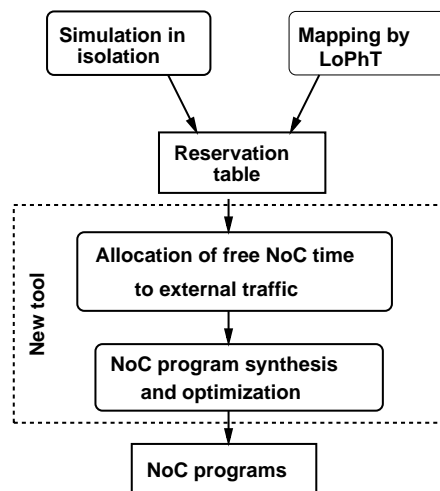 Simulation in
isolation
Mapping by
LoPhT
Reservation
table
New tool
Allocation of free NoC time
to external traffic
NoC program synthesis
and optimization
NoC programs